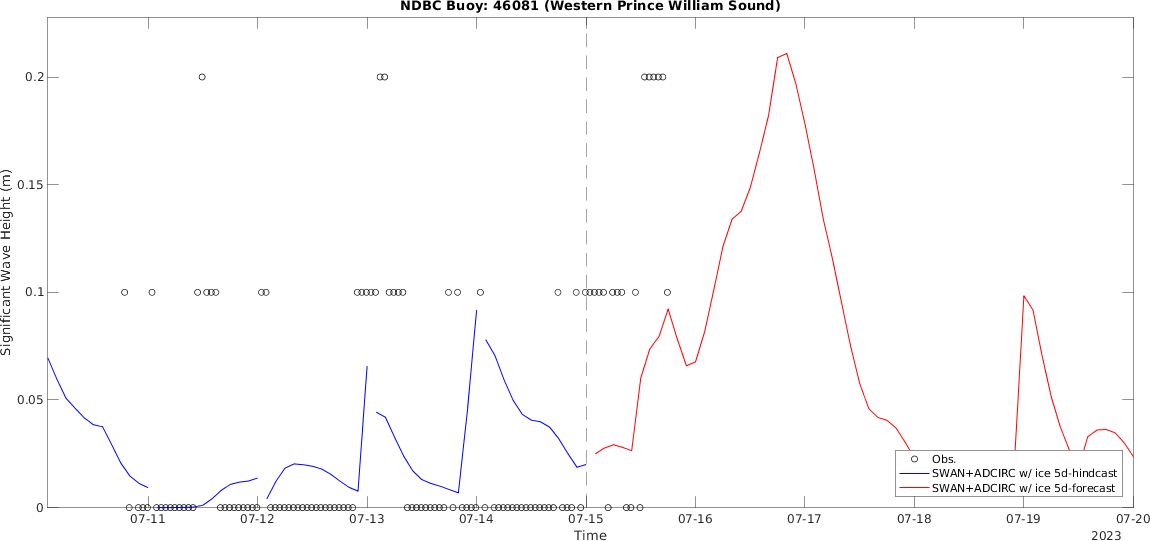 NDBC Buoy: 46081 (Western Prince William Sound)
Significant Wave Height (m)
0.2
0.15
0.1
0.05
0
07-11 07-12 07-13 07-14 07-15 07-16 07-17 07-18 07-19 07-20
Time
2023
Obs.
SWAN+ADCIRC w/ ice 5d-hindcast
SWAN+ADCIRC w/ ice 5d-forecast